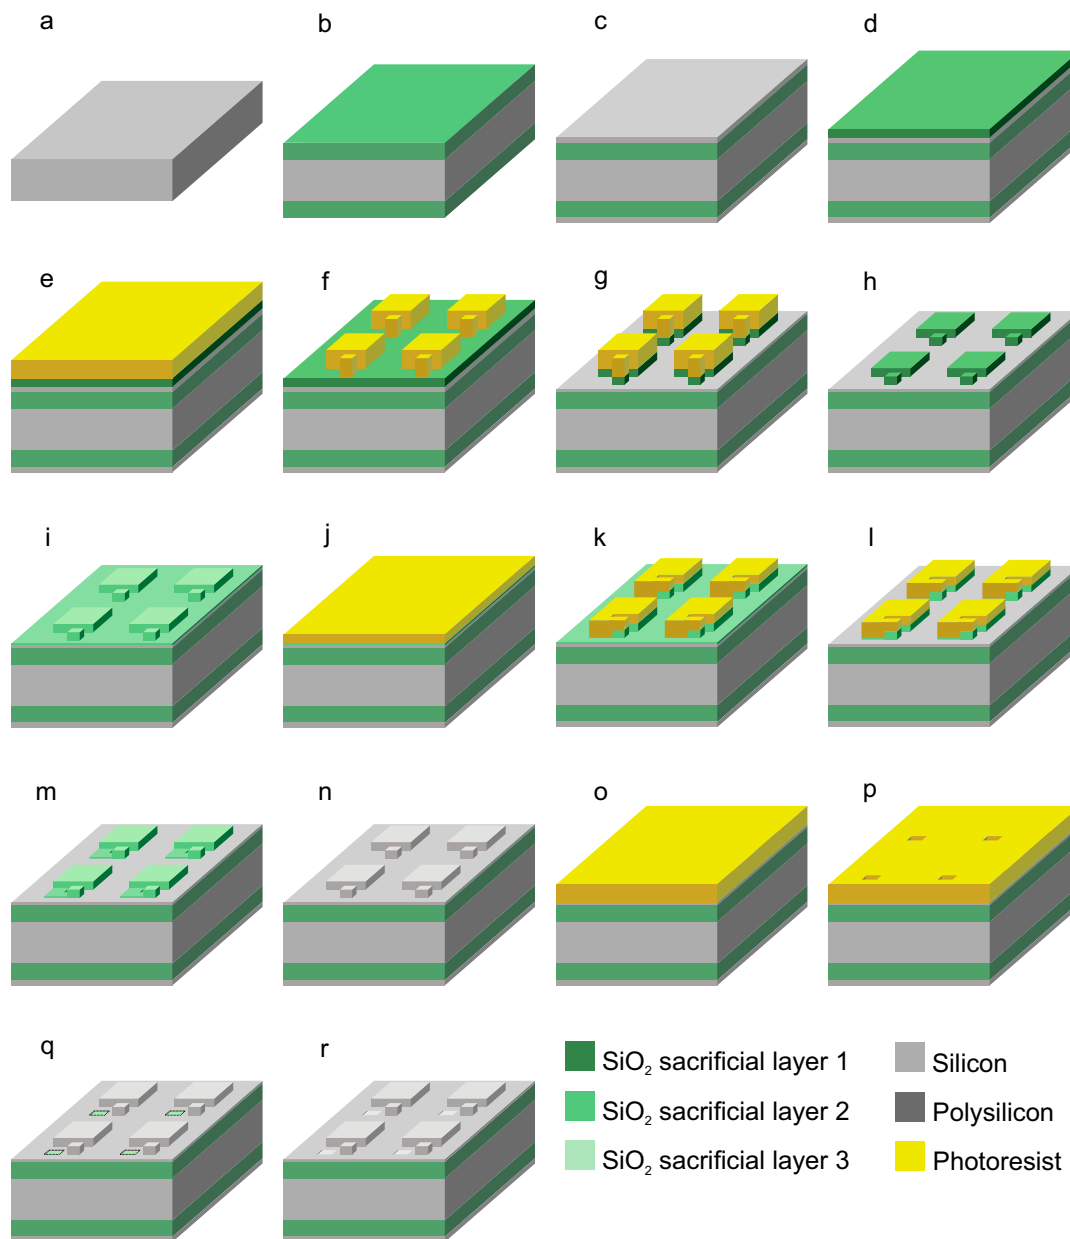 a
b
c
d
e
f
g
h
i
j
k
l
m
n
o
p
q
r
SiO₂ sacrificial layer 1
SiO₂ sacrificial layer 2
SiO₂ sacrificial layer 3
Silicon
Polysilicon
Photoresist